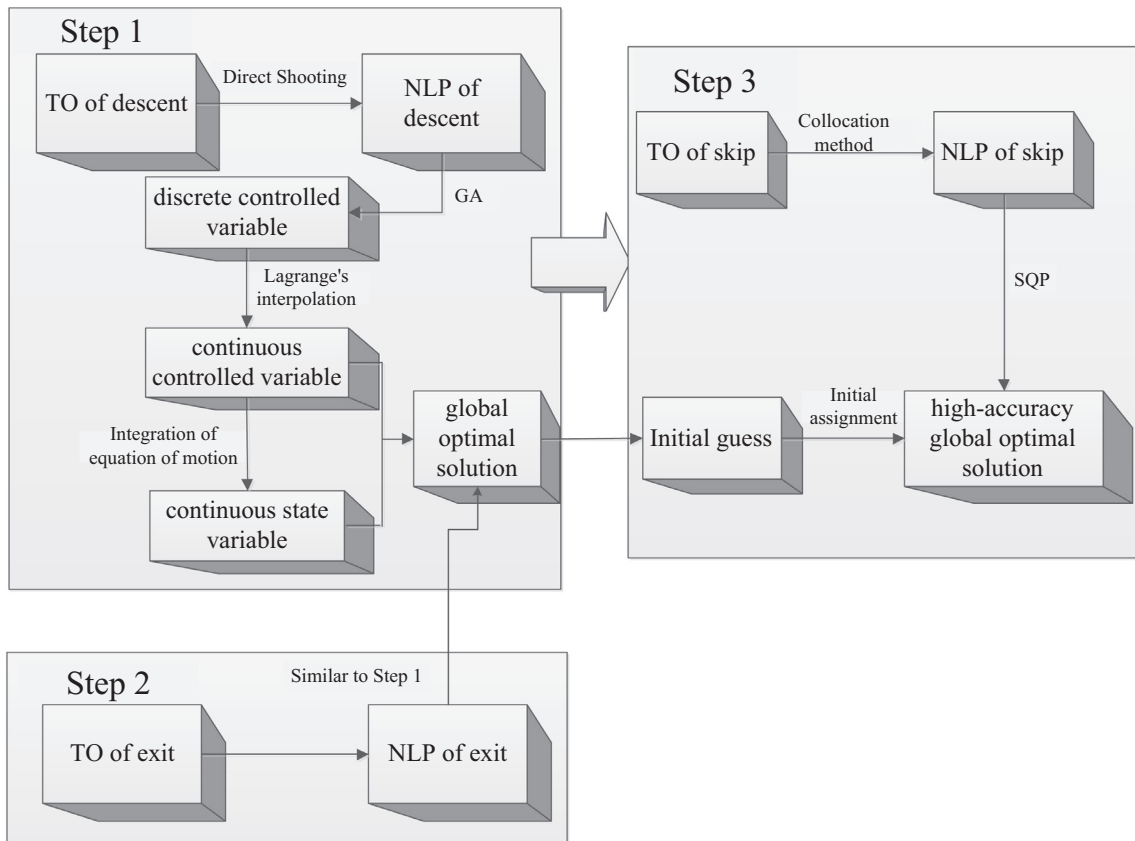 Step 1
TO of descent
Direct Shooting
NLP of
descent
GA
discrete controlled
variable
Lagrange's
interpolation
continuous
controlled variable
Integration of
equation of motion
continuous state
variable
global
optimal
solution
Step 2
TO of exit
Similar to Step 1
NLP of exit
Step 3
TO of skip
Collocation
method
NLP of skip
SQP
Initial guess
Initial
assignment
high-accuracy
global optimal
solution